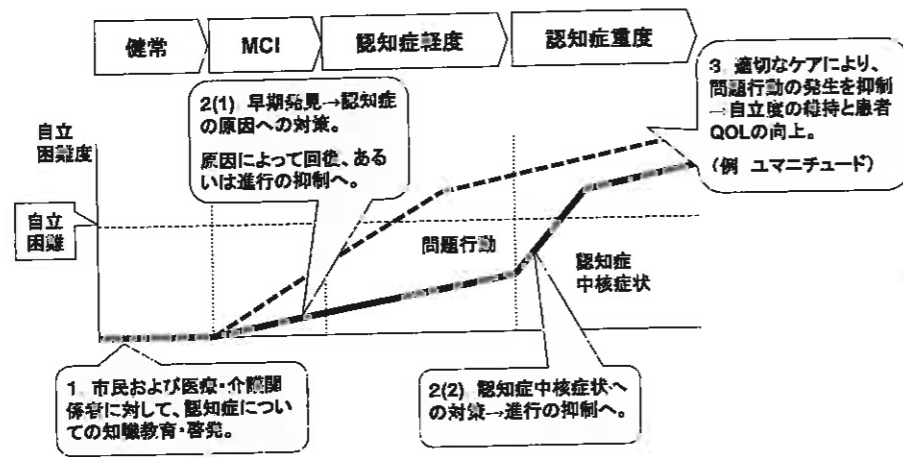 健常
MCI
認知症軽度
認知症重度
2(1) 早期発見→認知症
の原因への対策。
原因によって回復、ある
いは進行の抑制へ。
3 適切なケアにより、
問題行動の発生を抑制
→自立度の維持と患者
QOLの向上。
(例 ユマニチュード)
自立
困難度
自立
困難
問題行動
認知症
中核症状
1 市民および医療・介護関
係者に対して、認知症につい
ての知識教育・啓発。
2(2) 認知症中核症状へ
の対策→進行の抑制へ。